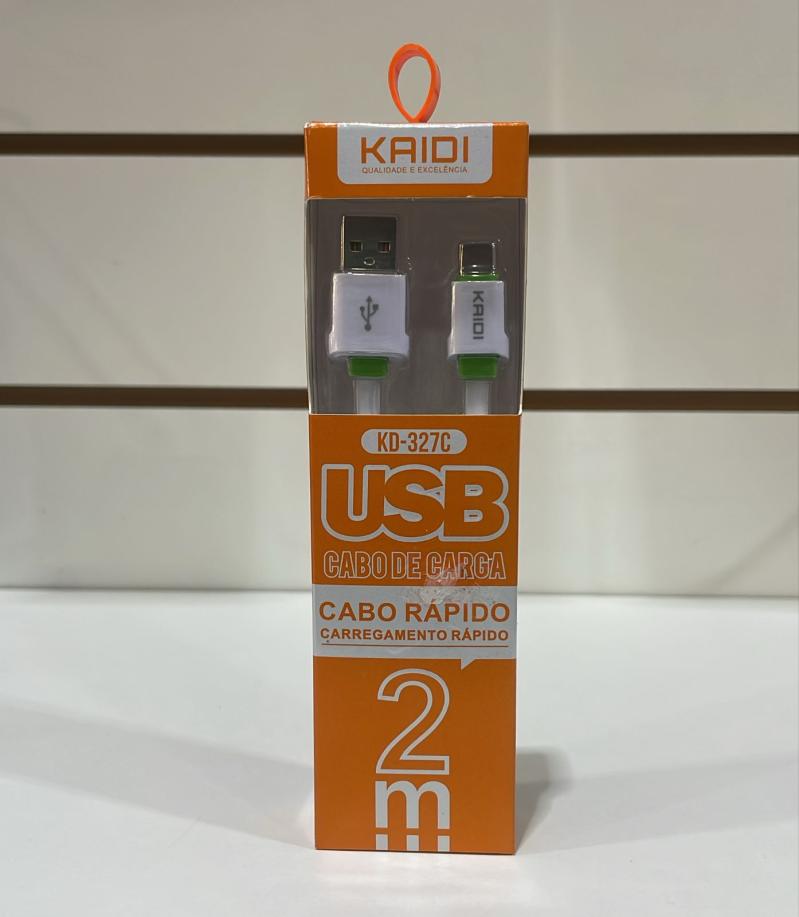 KAIDI
QUALIDADE E EXCELÊNCIA
KAIDI
KD-327C
USB
CABO DE CARGA
CABO RÁPIDO
CARREGAMENTO RÁPIDO
2
m